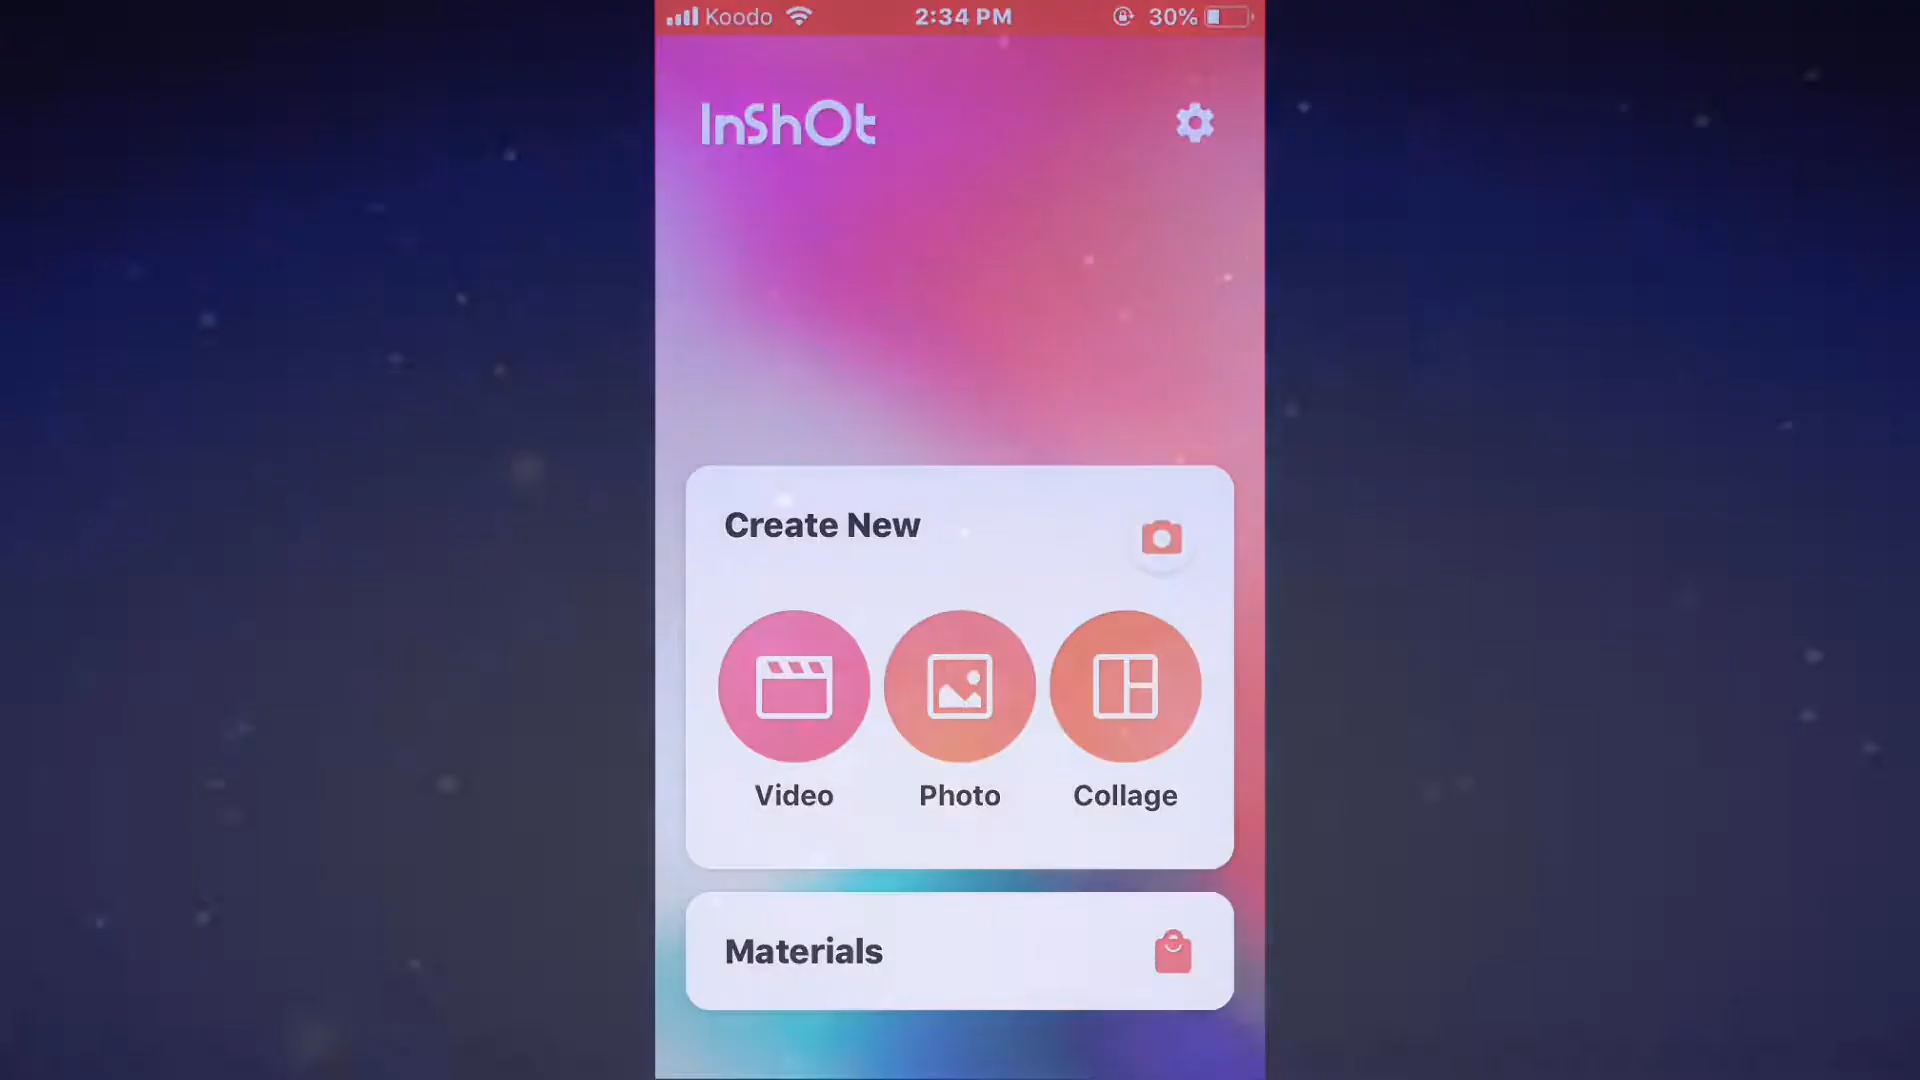 Koodo 2:34 PM 30%
InShOt
Create New
Video Photo Collage
Materials